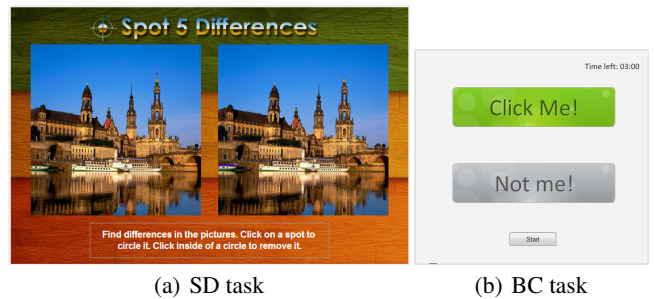 Spot 5 Differences
Find differences in the pictures. Click on a spot to
circle it. Click inside of a circle to remove it.
Time left: 03:00
Click Me!
Not me!
Start
(a) SD task
(b) BC task